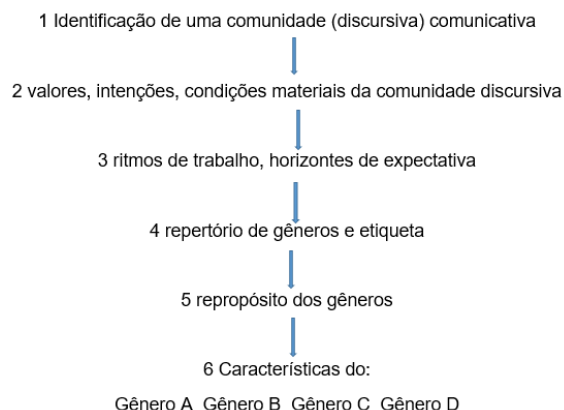 1 Identificação de uma comunidade (discursiva) comunicativa
2 valores, intenções, condições materiais da comunidade discursiva
3 ritmos de trabalho, horizontes de expectativa
4 repertório de gêneros e etiqueta
5 repropósito dos gêneros
6 Características do:
Gênero A Gênero B Gênero C Gênero D